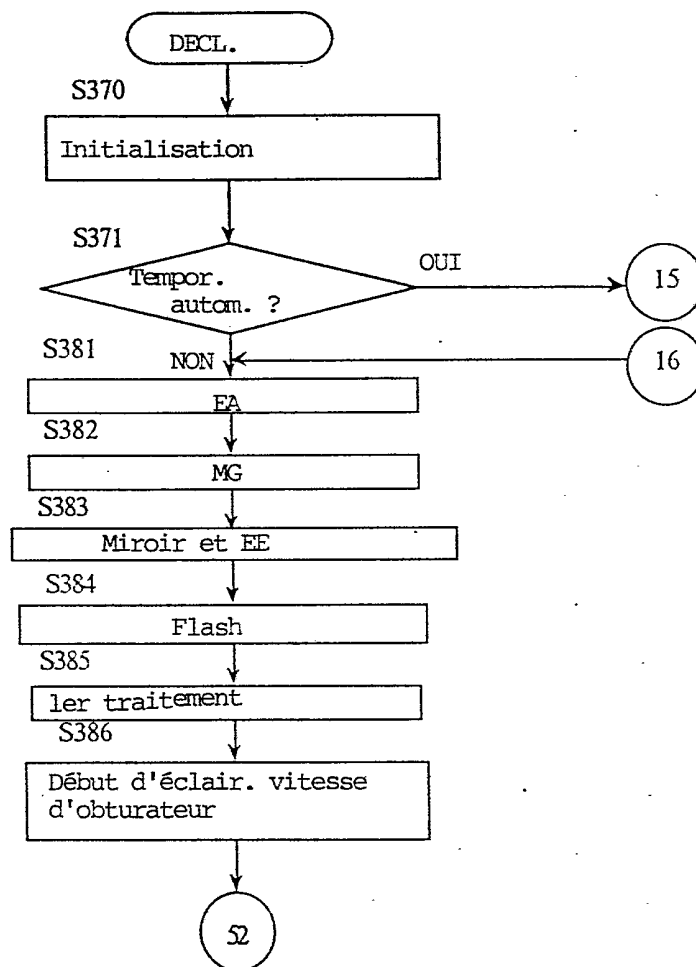 DECL.
S370
Initialisation
S371
Tempor.
autom. ?
OUI
15
S381
NON
16
EA
S382
MG
S383
Miroir et EE
S384
Flash
S385
1er traitement
S386
Début d'éclair. vitesse
d'obturateur
52